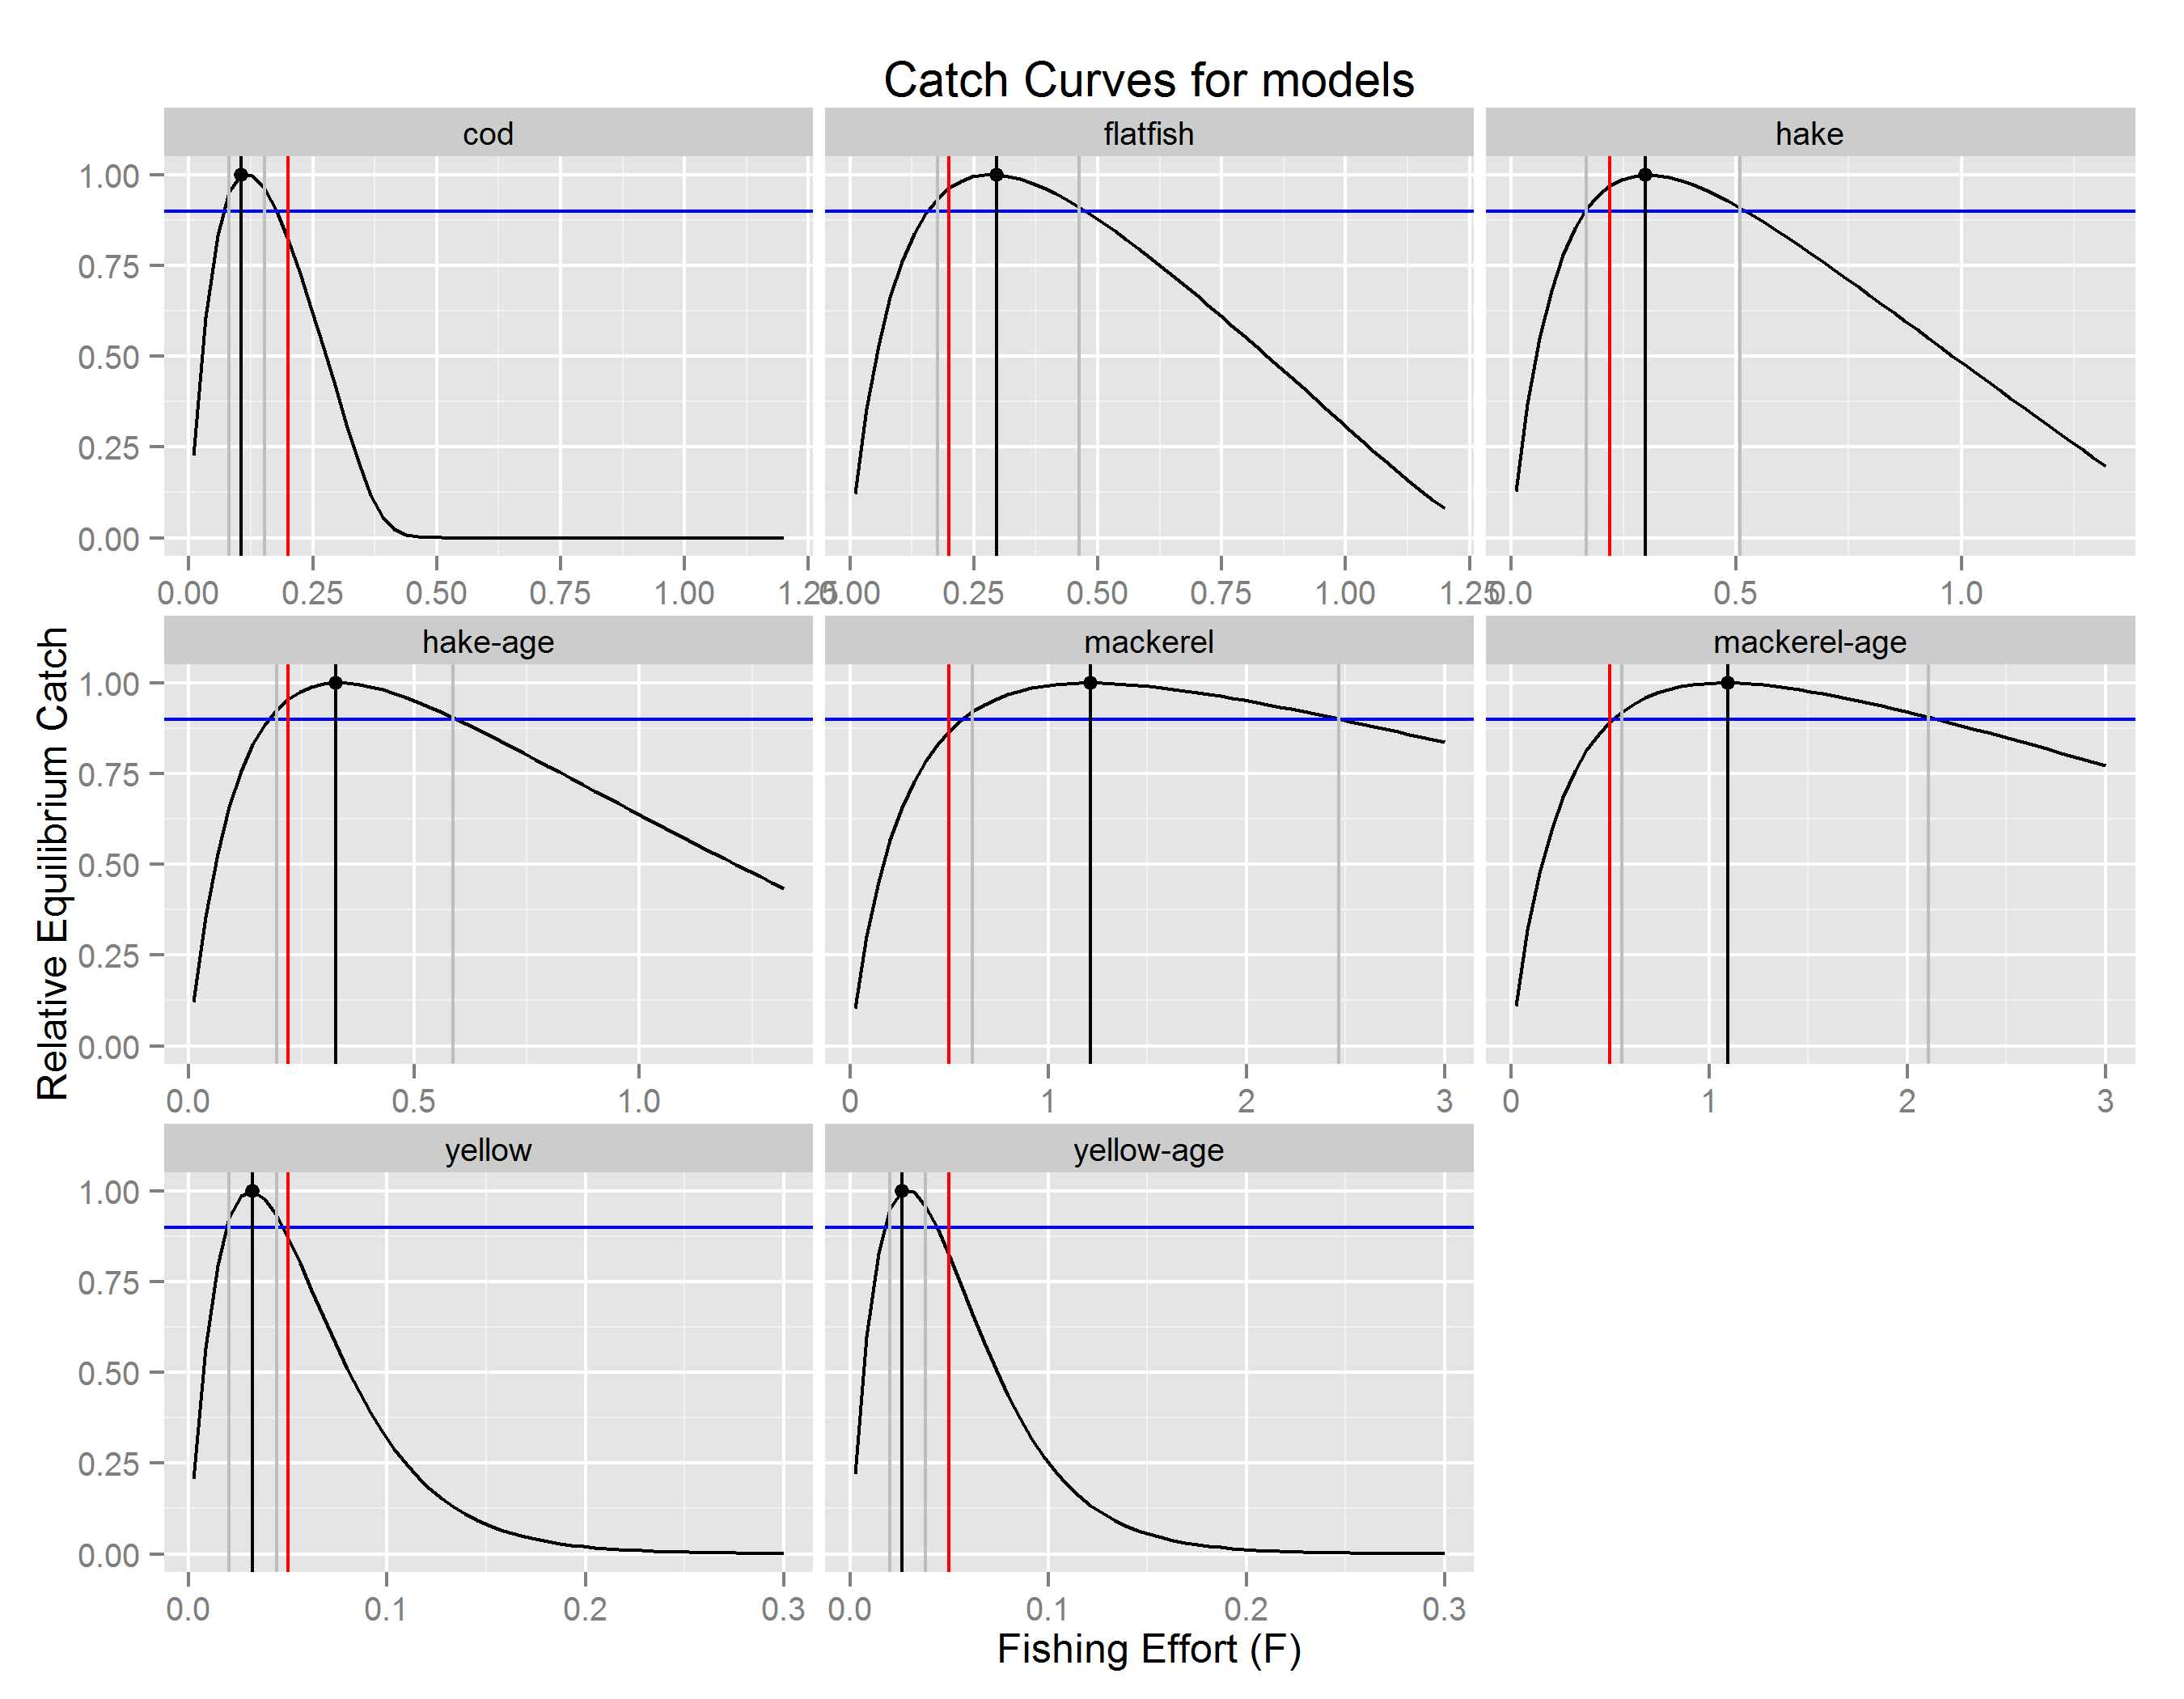 Catch Curves for models
cod
flatfish
hake
1.00
0.75
0.50
0.25
0.00
0.00 0.25 0.50 0.75 1.00 1.25
0.00 0.25 0.50 0.75 1.00 1.25
0.0 0.5 1.0
Relative Equilibrium Catch
hake-age
mackerel
mackerel-age
1.00
0.75
0.50
0.25
0.00
0.0 0.5 1.0
0 1 2 3
0 1 2 3
yellow
yellow-age
1.00
0.75
0.50
0.25
0.00
0.0 0.1 0.2 0.3
0.0 0.1 0.2 0.3
Fishing Effort (F)